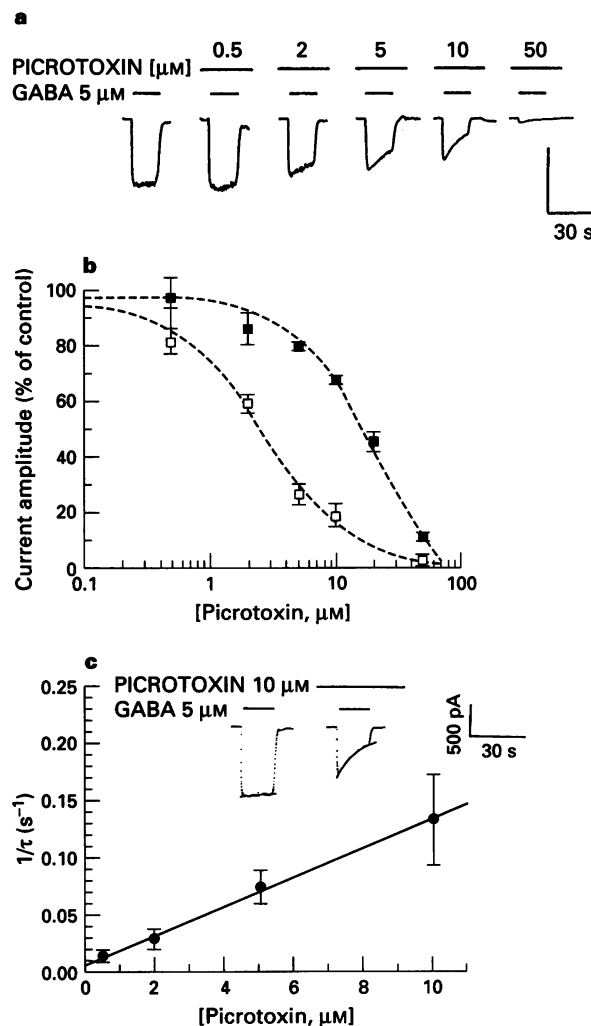 a
0.5 2 5 10 50
PICROTOXIN [μM]
GABA 5 μM
30 s
b
100
80
60
40
20
0
Current amplitude (% of control)
0.1 1 10 100
[Picrotoxin, μM]
c
PICROTOXIN 10 μM
GABA 5 μM
500 pA
30 s
0.25
0.20
0.15
0.10
0.05
0.00
1/τ (s⁻¹)
0 2 4 6 8 10
[Picrotoxin, μM]